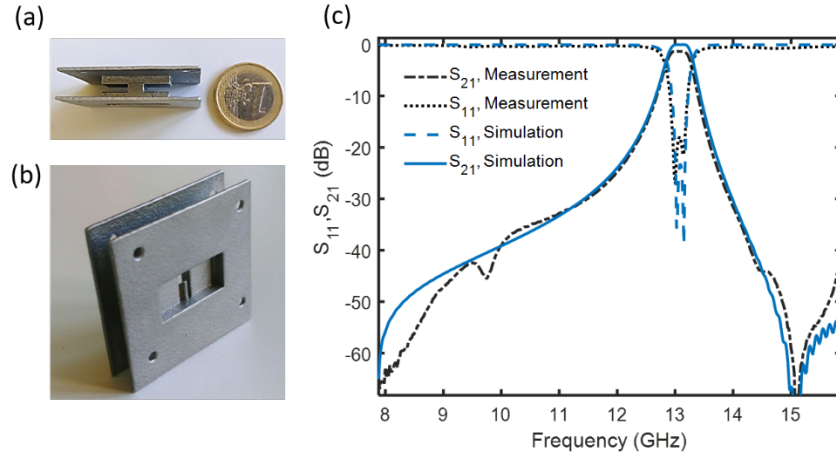 (a)
(b)
(c)
S21, Measurement
S11, Measurement
S11, Simulation
S21, Simulation
S11,S21 (dB)
0
-10
-20
-30
-40
-50
-60
8 9 10 11 12 13 14 15
Frequency (GHz)